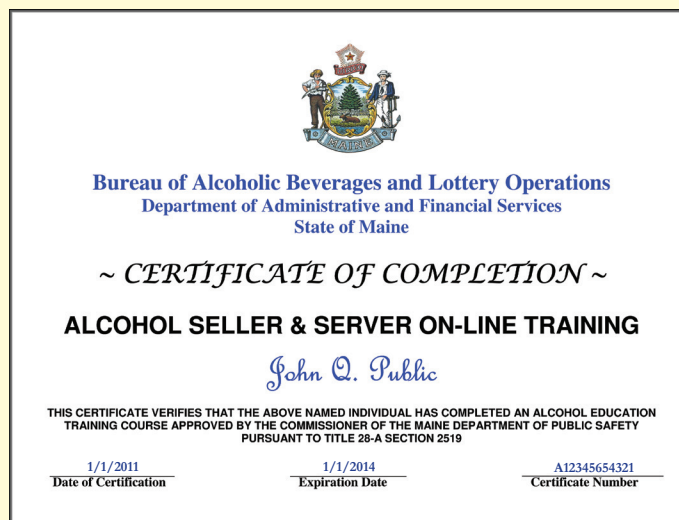 MAINE
Bureau of Alcoholic Beverages and Lottery Operations
Department of Administrative and Financial Services
State of Maine
~ CERTIFICATE OF COMPLETION ~
ALCOHOL SELLER & SERVER ON-LINE TRAINING
John Q. Public
THIS CERTIFICATE VERIFIES THAT THE ABOVE NAMED INDIVIDUAL HAS COMPLETED AN ALCOHOL EDUCATION
TRAINING COURSE APPROVED BY THE COMMISSIONER OF THE MAINE DEPARTMENT OF PUBLIC SAFETY
PURSUANT TO TITLE 28-A SECTION 2519
1/1/2011 1/1/2014 A12345654321
Date of Certification Expiration Date Certificate Number